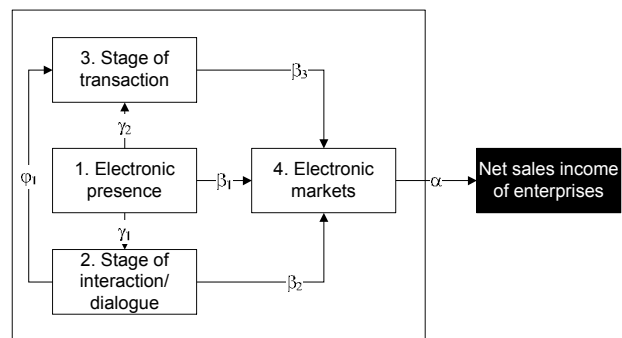 3. Stage of
transaction
β3
γ2
φ1
1. Electronic
presence
β1
4. Electronic
markets
α
Net sales income
of enterprises
γ1
2. Stage of
interaction/
dialogue
β2